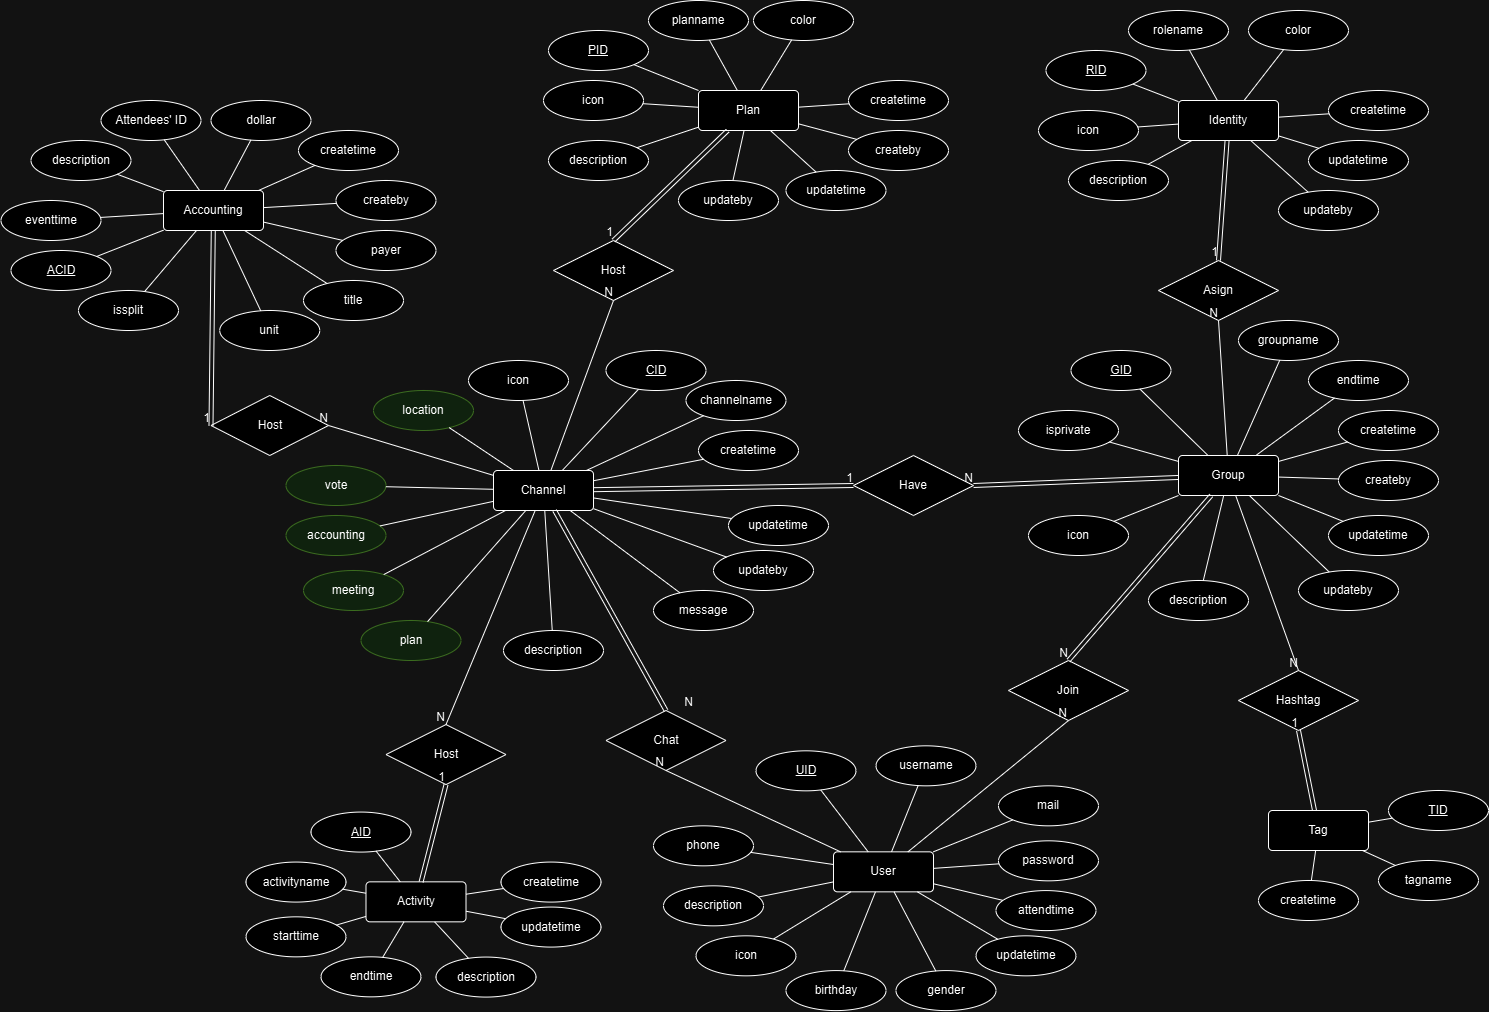 planname
color
PID
icon
Plan
createtime
description
createby
updateby
updatetime
rolename
color
RID
icon
Identity
createtime
description
updatetime
updateby
Attendees' ID
dollar
description
createtime
Accounting
createby
eventtime
payer
ACID
title
issplit
unit
1
Host
N
1
Asign
N
1
Host
N
icon
CID
location
channelname
createtime
vote
Channel
accounting
updatetime
meeting
updateby
plan
message
description
1
Have
N
groupname
GID
endtime
isprivate
createtime
Group
createby
icon
updatetime
description
updateby
N
Join
N
N
Hashtag
1
N
Host
1
N
Chat
N
AID
activityname
createtime
Activity
starttime
updatetime
endtime
description
UID
username
mail
phone
password
User
description
attendtime
icon
updatetime
birthday
gender
TID
Tag
tagname
createtime